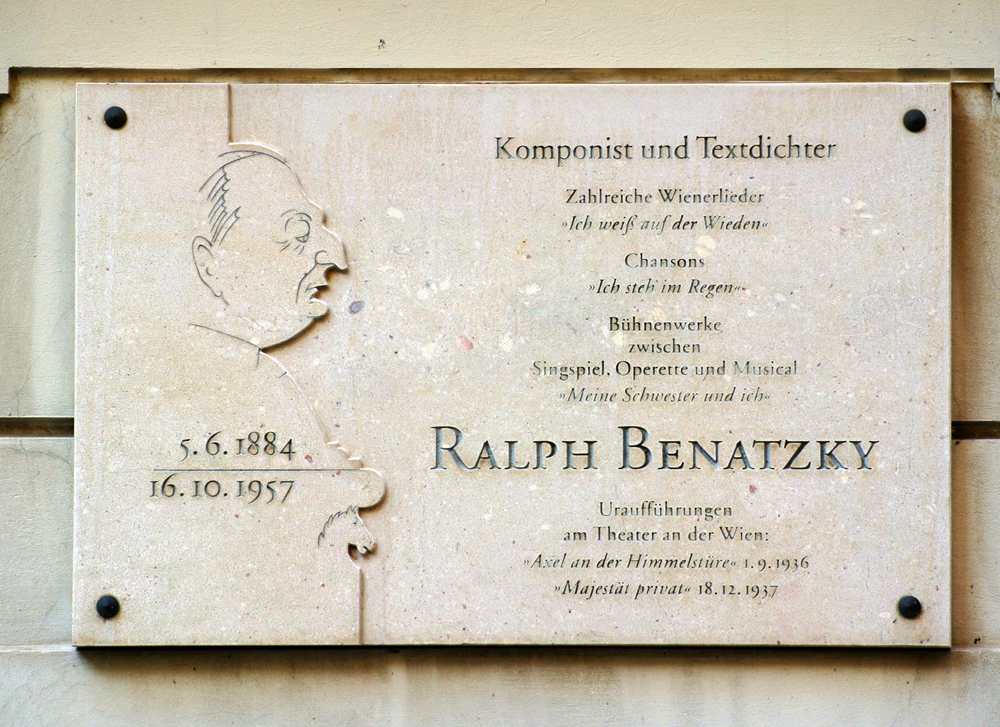 Komponist und Textdichter
Zahlreiche Wienerlieder
»Ich weiß auf der Wieden«
Chansons
»Ich steh im Regen«
Bühnenwerke
zwischen
Singspiel, Operette und Musical
»Meine Schwester und ich«
RALPH BENATZKY
5.6.1884
16.10.1957
Uraufführungen
am Theater an der Wien:
»Axel an der Himmelstüre« 1.9.1936
»Majestät privat« 18.12.1937